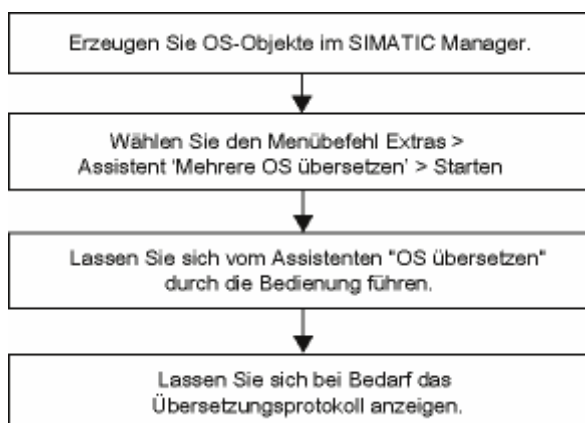 Erzeugen Sie OS-Objekte im SIMATIC Manager.
Wählen Sie den Menübefehl Extras >
Assistent 'Mehrere OS übersetzen' > Starten
Lassen Sie sich vom Assistenten "OS übersetzen"
durch die Bedienung führen.
Lassen Sie sich bei Bedarf das
Übersetzungsprotokoll anzeigen.